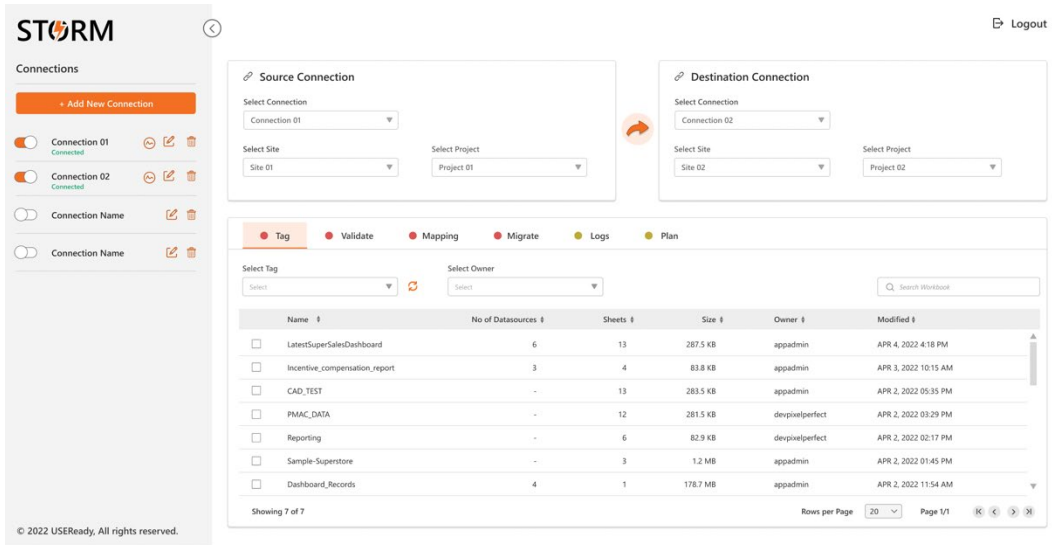 STORM
Logout
Connections
+ Add New Connection
Connection 01
Connected
Connection 02
Connected
Connection Name
Connection Name
© 2022 USEReady, All rights reserved.
Source Connection
Select Connection
Connection 01
Select Site Select Project
Site 01 Project 01
Destination Connection
Select Connection
Connection 02
Select Site Select Project
Site 02 Project 02
Tag Validate Mapping Migrate Logs Plan
Select Tag Select Owner
Select Select Search Workbook
Name No of Datasources Sheets Size Owner Modified
LatestSuperSalesDashboard 6 13 287.5 KB appadmin APR 4, 2022 4:18 PM
Incentive_compensation_report 3 4 83.8 KB appadmin APR 3, 2022 10:15 AM
CAD_TEST - 13 283.5 KB appadmin APR 2, 2022 05:35 PM
PMAC_DATA - 12 281.5 KB devpixelperfect APR 2, 2022 03:29 PM
Reporting - 6 82.9 KB devpixelperfect APR 2, 2022 02:17 PM
Sample-Superstore - 3 1.2 MB appadmin APR 2, 2022 01:45 PM
Dashboard_Records 4 1 178.7 MB appadmin APR 2, 2022 11:54 AM
Showing 7 of 7 Rows per Page 20 Page 1/1